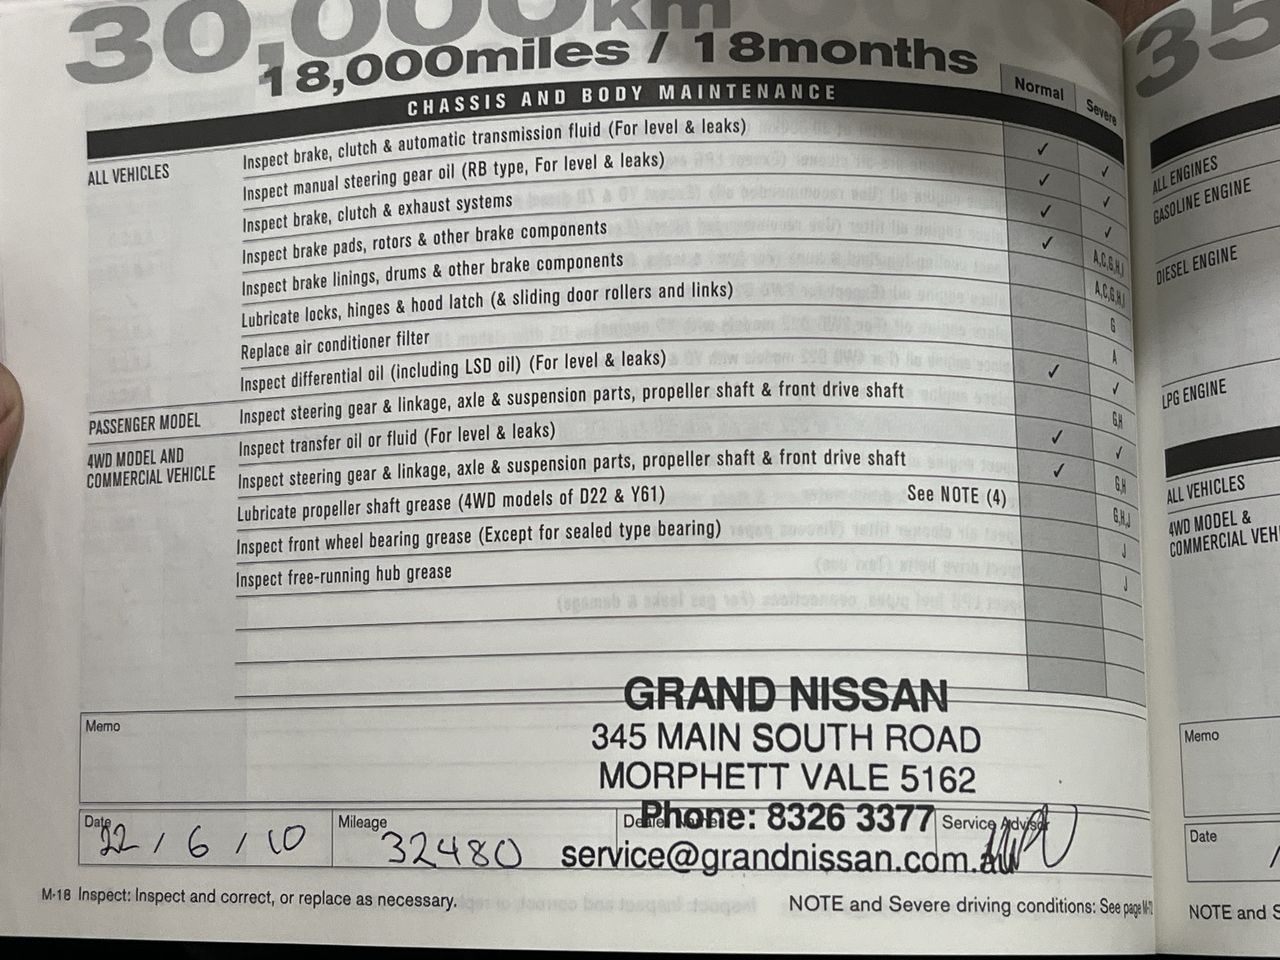 30,000km
18,000miles / 18months
CHASSIS AND BODY MAINTENANCE Normal Severe
ALL VEHICLES Inspect brake, clutch & automatic transmission fluid (For level & leaks) ✓ ✓
Inspect manual steering gear oil (RB type, For level & leaks) ✓ ✓
Inspect brake, clutch & exhaust systems ✓ ✓
Inspect brake pads, rotors & other brake components ✓ A,C,G,H,I
Inspect brake linings, drums & other brake components A,C,G,H,I
Lubricate locks, hinges & hood latch (& sliding door rollers and links) G
Replace air conditioner filter A
Inspect differential oil (including LSD oil) (For level & leaks) ✓ ✓
PASSENGER MODEL Inspect steering gear & linkage, axle & suspension parts, propeller shaft & front drive shaft G,H
4WD MODEL AND
COMMERCIAL VEHICLE
Inspect transfer oil or fluid (For level & leaks) ✓ ✓
Inspect steering gear & linkage, axle & suspension parts, propeller shaft & front drive shaft ✓ G,H
Lubricate propeller shaft grease (4WD models of D22 & Y61) See NOTE (4) G,H,J
Inspect front wheel bearing grease (Except for sealed type bearing) J
Inspect free-running hub grease J
Memo
GRAND NISSAN
345 MAIN SOUTH ROAD
MORPHETT VALE 5162
Phone: 8326 3377
service@grandnissan.com.au
Date Mileage Service Advisor
22 / 6 / 10 32480
M-18 Inspect: Inspect and correct, or replace as necessary. NOTE and Severe driving conditions: See page
35
ALL ENGINES
GASOLINE ENGINE
DIESEL ENGINE
LPG ENGINE
ALL VEHICLES
4WD MODEL &
COMMERCIAL VEH
Memo
Date
/
NOTE and S